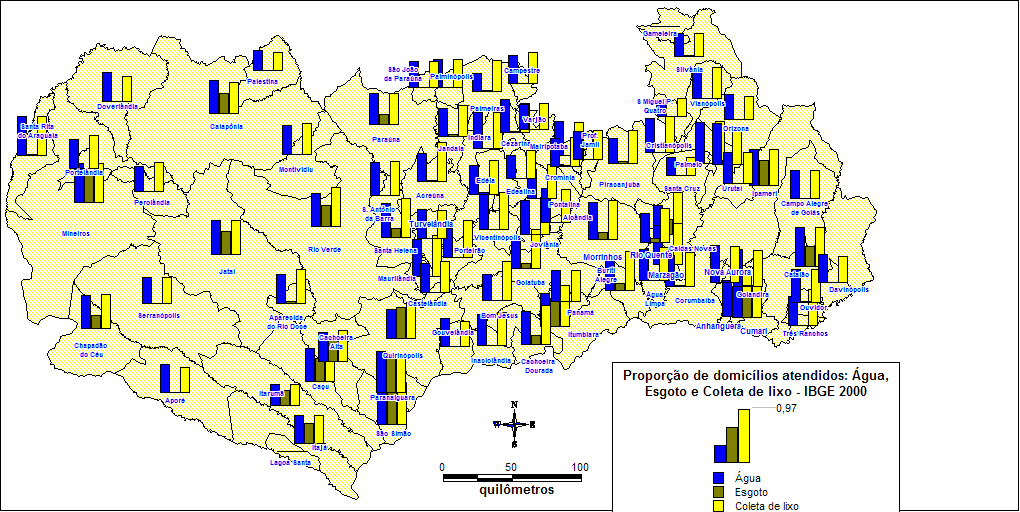 Gameleira
São João
da Paraúna
Palminópolis
Campestre
Silvânia
Palestina
Doverlândia
S Miguel P.
Quatro
Vianópolis
Palmeiras
Varjão
Santa Rita
do Araguaia
Caiapônia
Paraúna
Indiara
Cezarina
Prof.
Jamil
Orizona
Jandaia
Mairipotaba
Cristianópolis
Palmelo
Portelândia
Montividiu
Edéia
Cromínia
Piracanjuba
Santa Cruz
Urutaí
Ipameri
Perolândia
Edealina
Pontalina
Campo Alegre
de Goiás
S. Antônio
da Barra
Aloândia
Mineiros
Turvelândia
Vicentinópolis
Joviânia
Rio Verde
Santa Helena
Porteirão
Caldas Novas
Morrinhos
Rio Quente
Jataí
Buriti
Alegre
Marzagão
Nova Aurora
Catalão
Maurilândia
Goiatuba
Davinópolis
Água
Limpa
Corumbaíba
Goiandira
Castelândia
Serranópolis
Aparecida
do Rio Doce
Bom Jesus
Panamá
Ouvidor
Anhanguera
Cumari
Três Ranchos
Gouvelândia
Itumbiara
Chapadão
do Céu
Cachoeira
Alta
Quirinópolis
Inaciolândia
Cachoeira
Dourada
Caçu
Itarumã
Aporé
Paranaiguara
São Simão
Itajá
Lagoa Santa
N
W E
S
0 50 100
quilômetros
Proporção de domicílios atendidos: Água,
Esgoto e Coleta de lixo - IBGE 2000
0,97
Água
Esgoto
Coleta de lixo